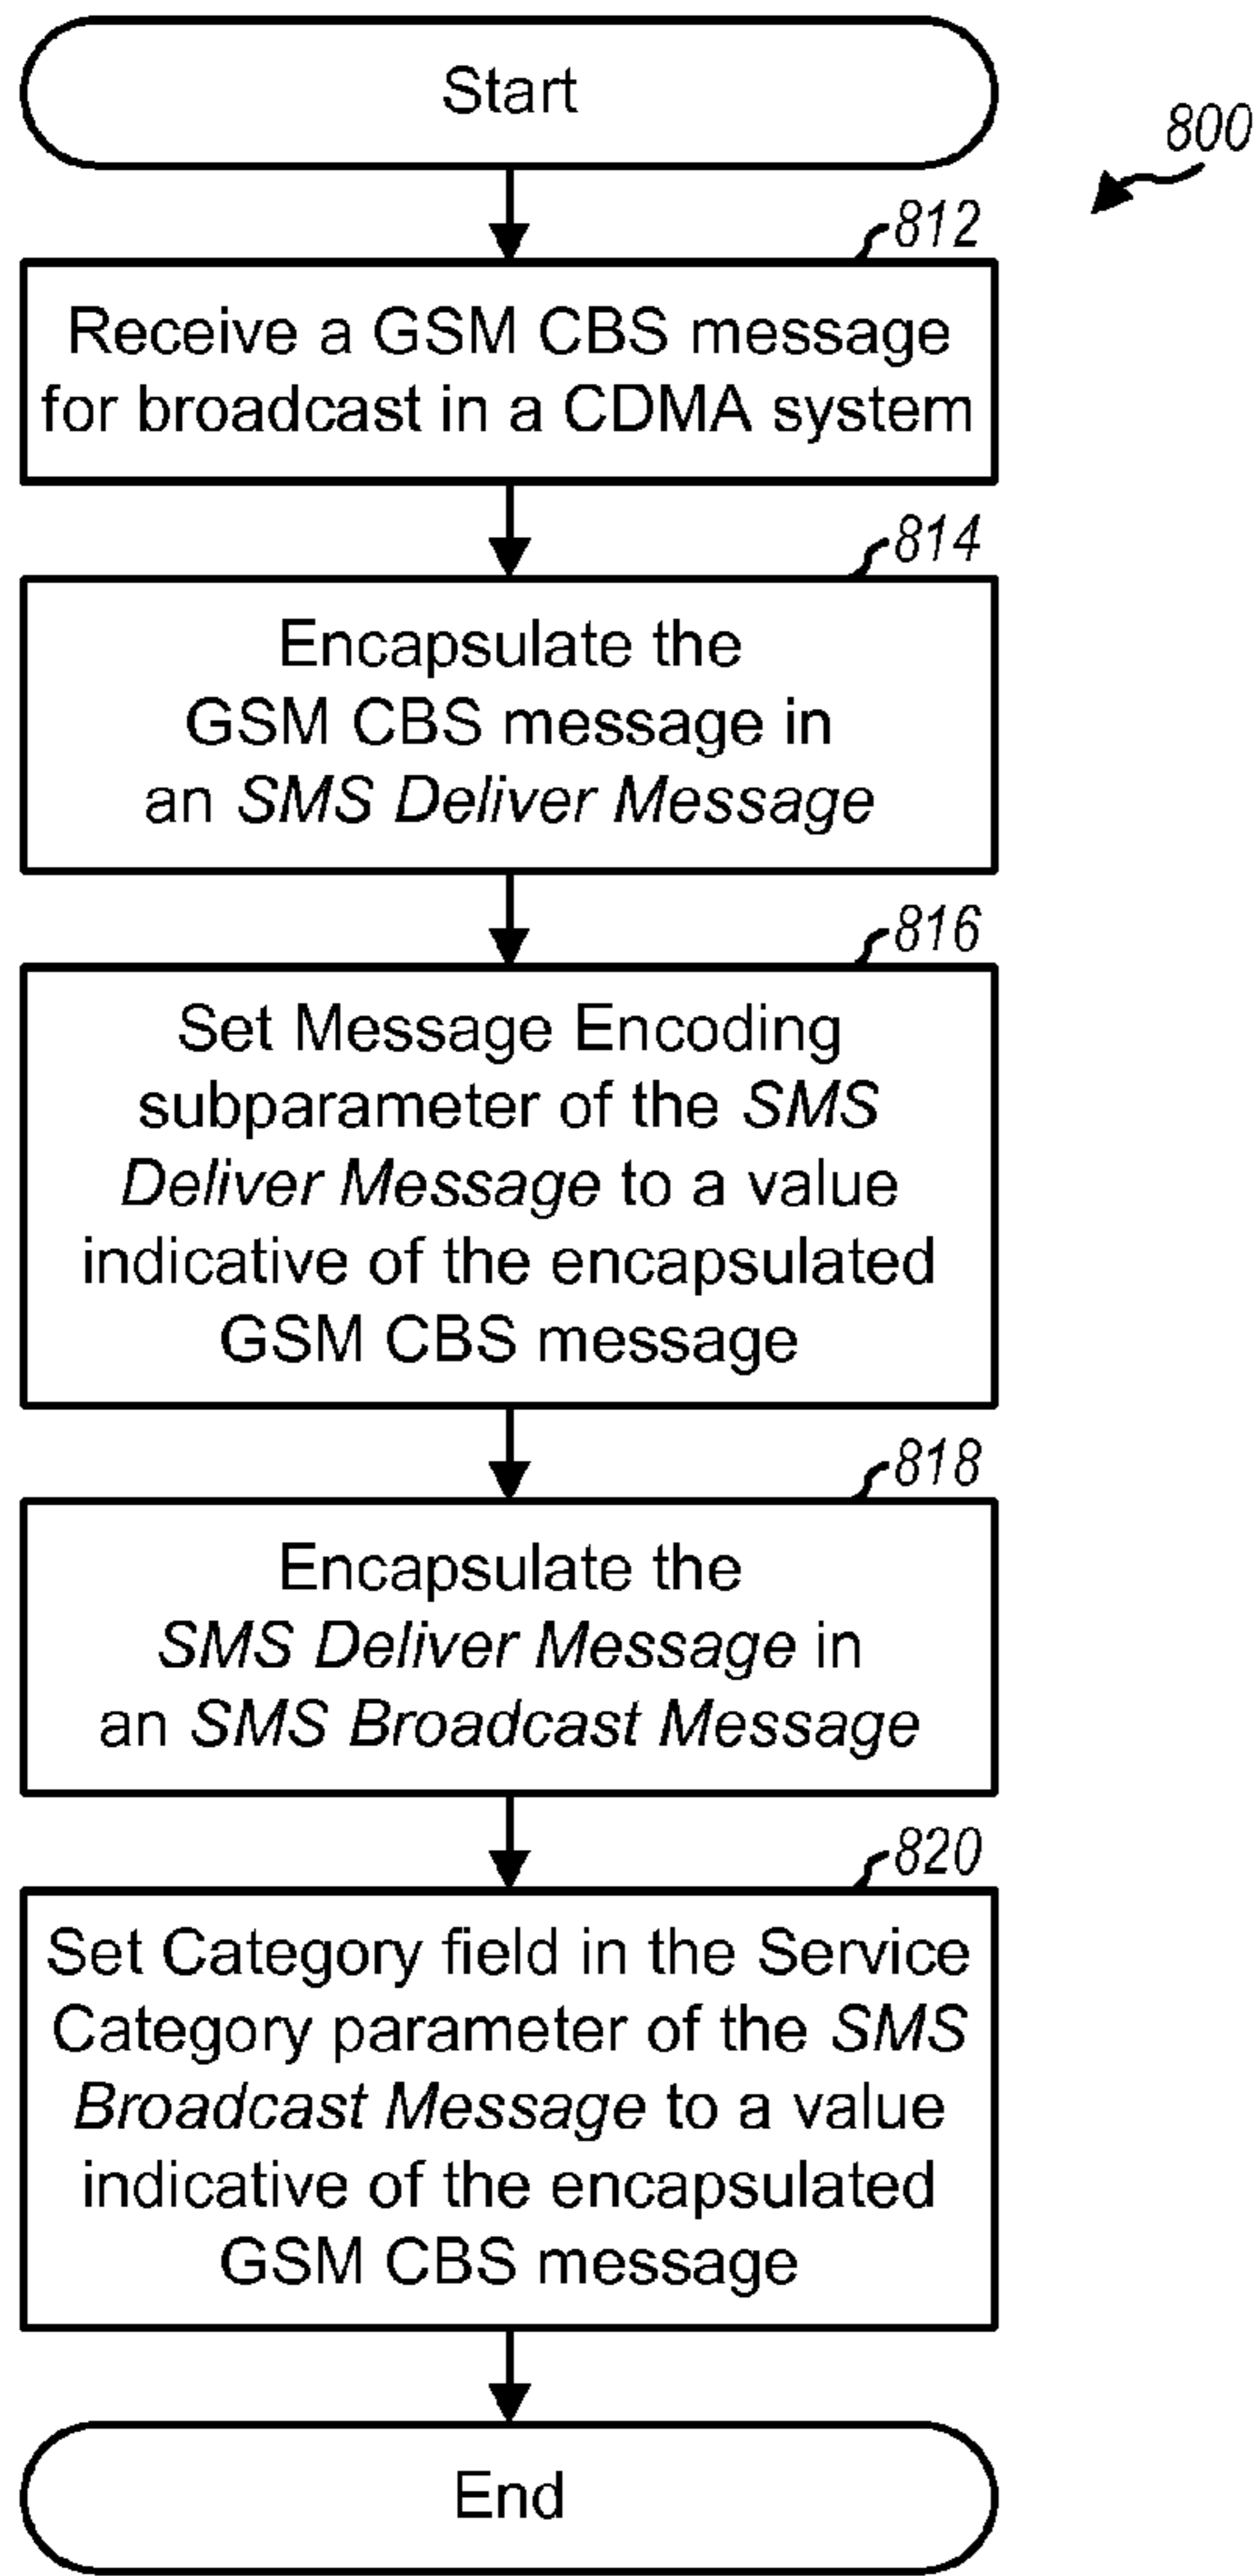 Start
800
812
Receive a GSM CBS message
for broadcast in a CDMA system
814
Encapsulate the
GSM CBS message in
an SMS Deliver Message
816
Set Message Encoding
subparameter of the SMS
Deliver Message to a value
indicative of the encapsulated
GSM CBS message
818
Encapsulate the
SMS Deliver Message in
an SMS Broadcast Message
820
Set Category field in the Service
Category parameter of the SMS
Broadcast Message to a value
indicative of the encapsulated
GSM CBS message
End